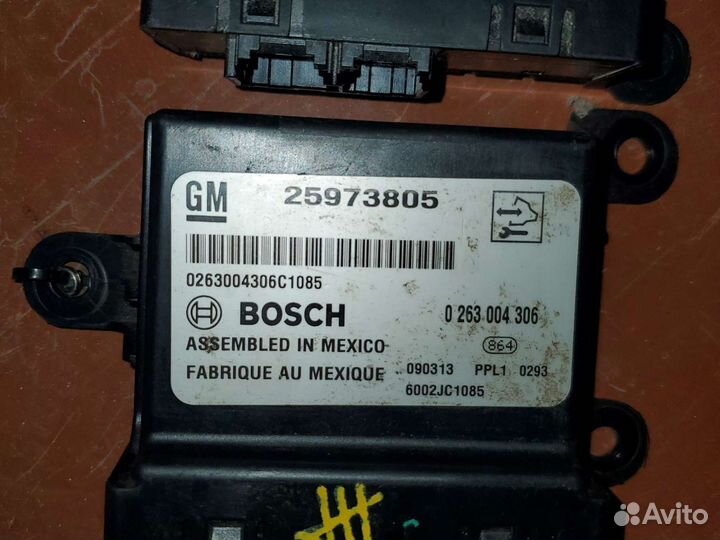 GM 25973805
0263004306C1085
BOSCH 0 263 004 306
ASSEMBLED IN MEXICO 864
FABRIQUE AU MEXIQUE 090313 PPL1 0293
6002JC1085
Avito